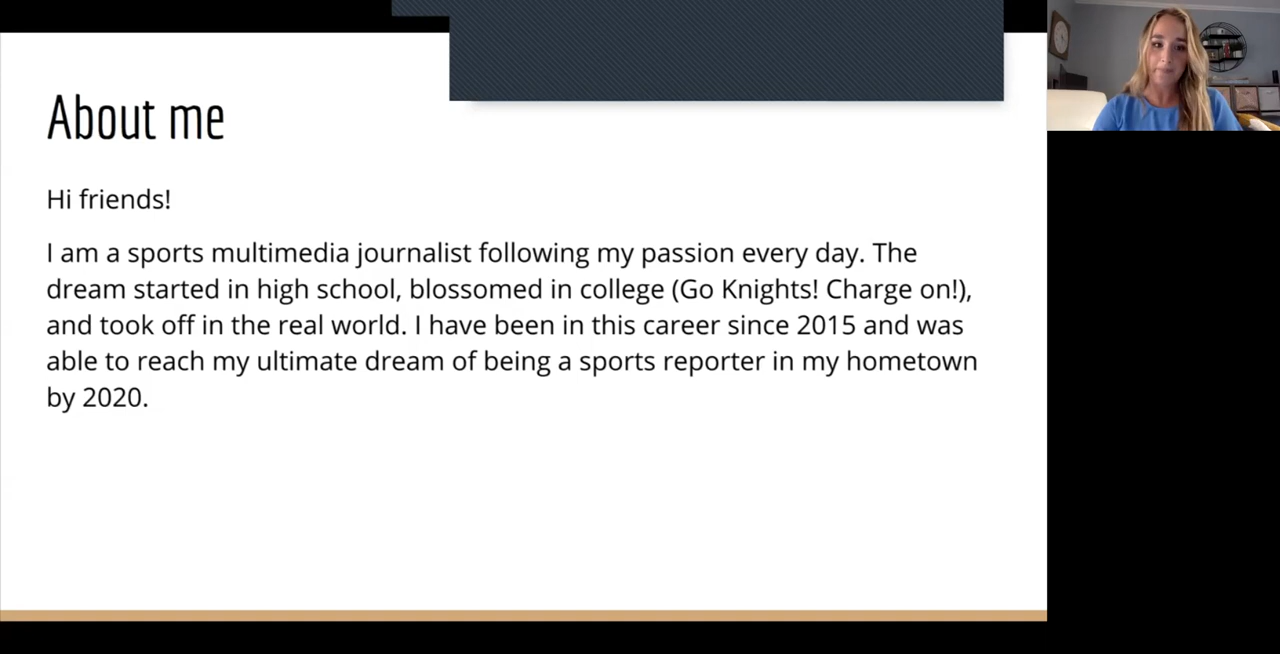 About me
Hi friends!
I am a sports multimedia journalist following my passion every day. The
dream started in high school, blossomed in college (Go Knights! Charge on!),
and took off in the real world. I have been in this career since 2015 and was
able to reach my ultimate dream of being a sports reporter in my hometown
by 2020.